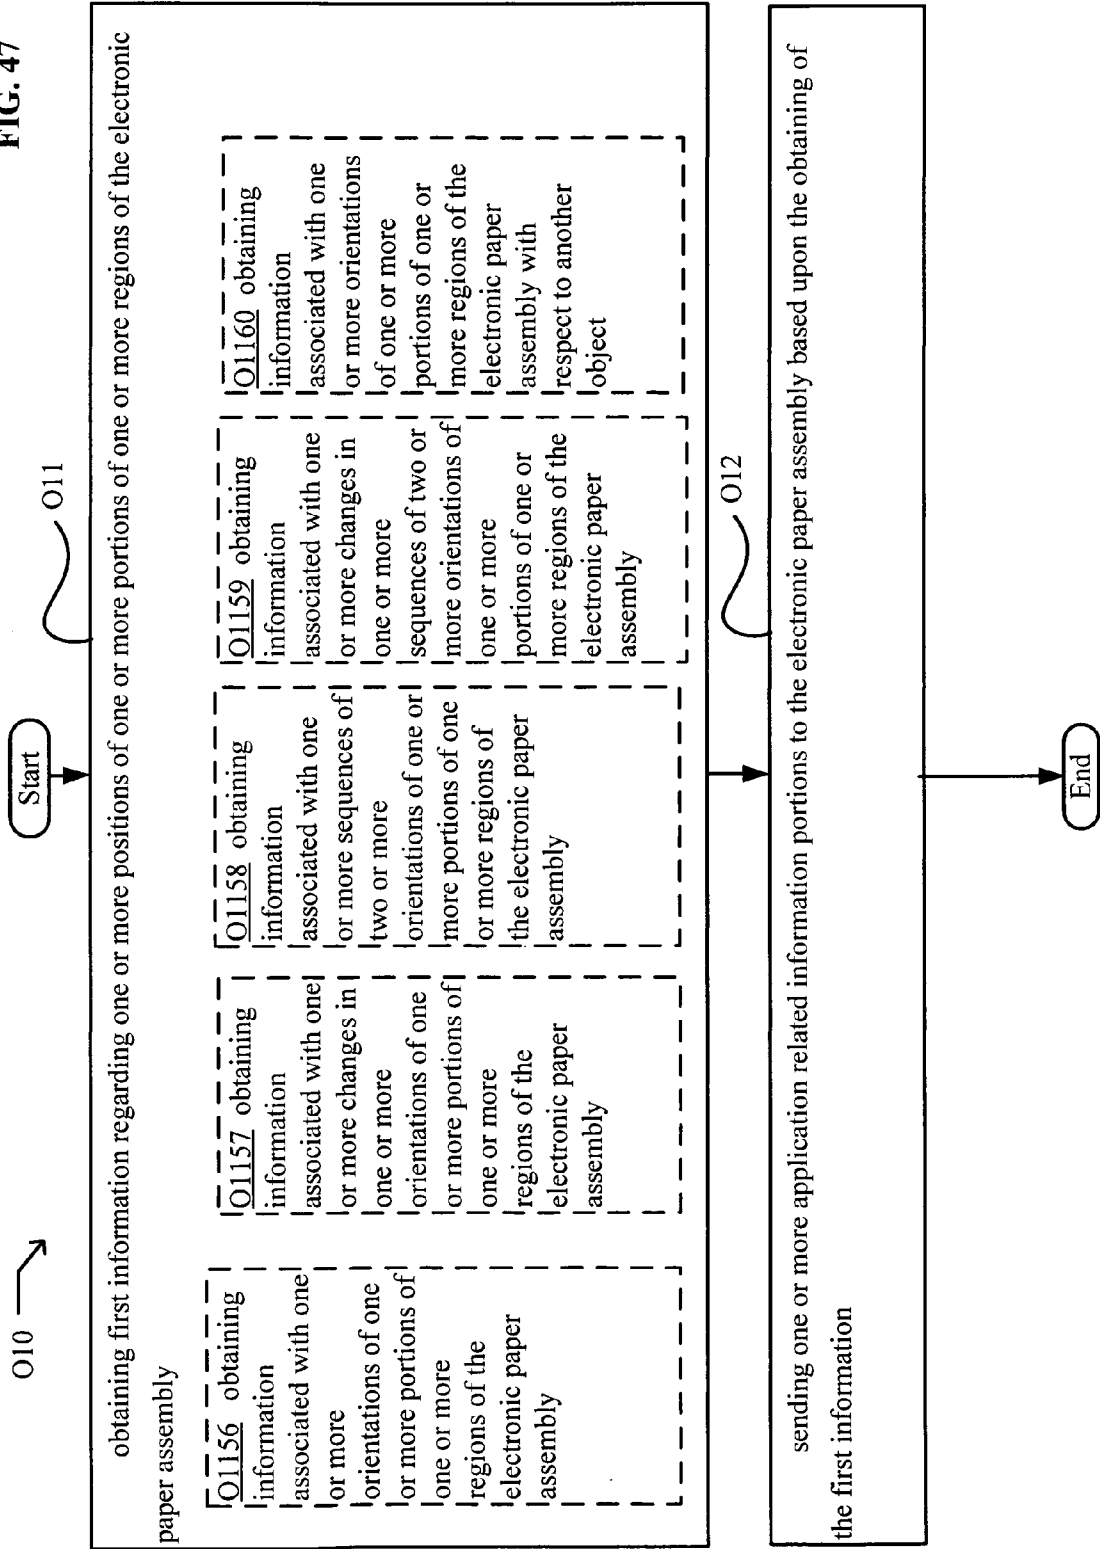 FIG. 47
O10
Start
O11
obtaining first information regarding one or more positions of one or more portions of one or more regions of the electronic
paper assembly
O1156 obtaining
information
associated with one
or more
orientations of one
or more portions of
one or more
regions of the
electronic paper
assembly
O1157 obtaining
information
associated with one
or more changes in
one or more
orientations of one
or more portions of
one or more
regions of the
electronic paper
assembly
O1158 obtaining
information
associated with one
or more sequences of
two or more
orientations of one or
more portions of one
or more regions of
the electronic paper
assembly
O1159 obtaining
information
associated with one
or more changes in
one or more
sequences of two or
more orientations of
one or more
portions of one or
more regions of the
electronic paper
assembly
O1160 obtaining
information
associated with one
or more orientations
of one or more
portions of one or
more regions of the
electronic paper
assembly with
respect to another
object
O12
sending one or more application related information portions to the electronic paper assembly based upon the obtaining of
the first information
End